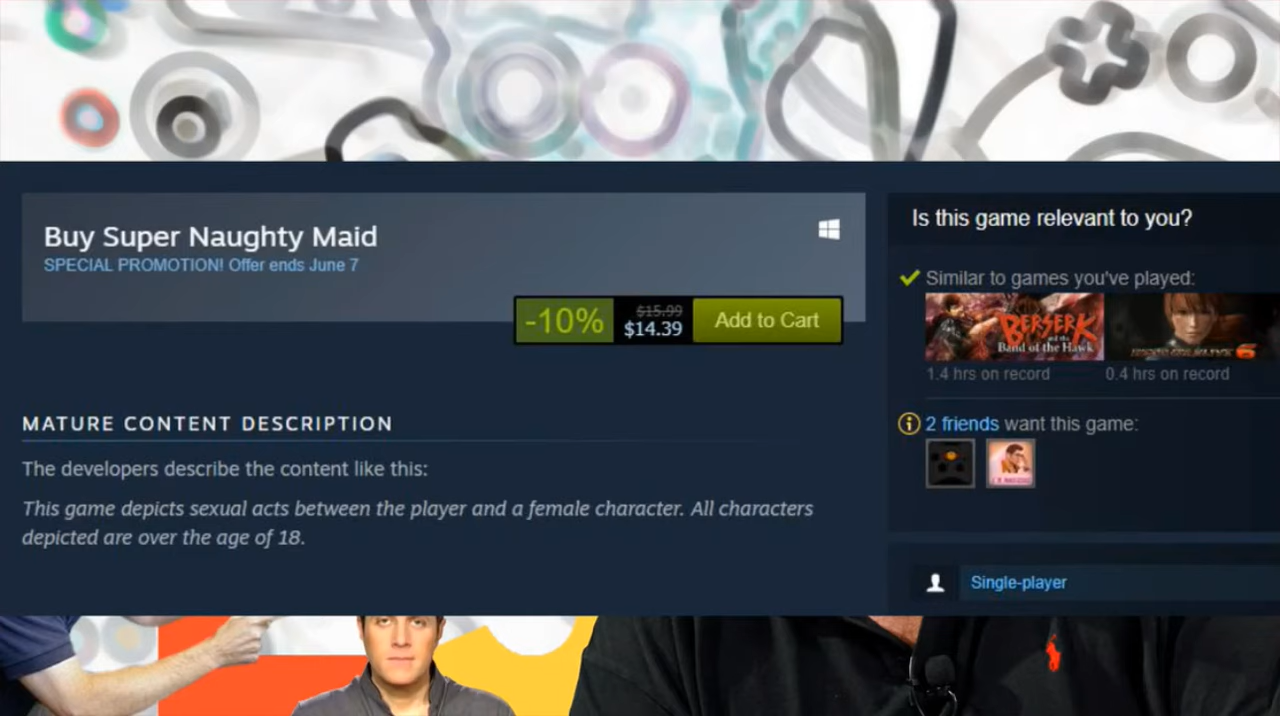 Buy Super Naughty Maid
SPECIAL PROMOTION! Offer ends June 7
-10%
$15.99
$14.39
Add to Cart
MATURE CONTENT DESCRIPTION
The developers describe the content like this:
This game depicts sexual acts between the player and a female character. All characters
depicted are over the age of 18.
Is this game relevant to you?
Similar to games you've played:
BERSERK
and the
Band of the Hawk
1.4 hrs on record
0.4 hrs on record
2 friends want this game:
Single-player